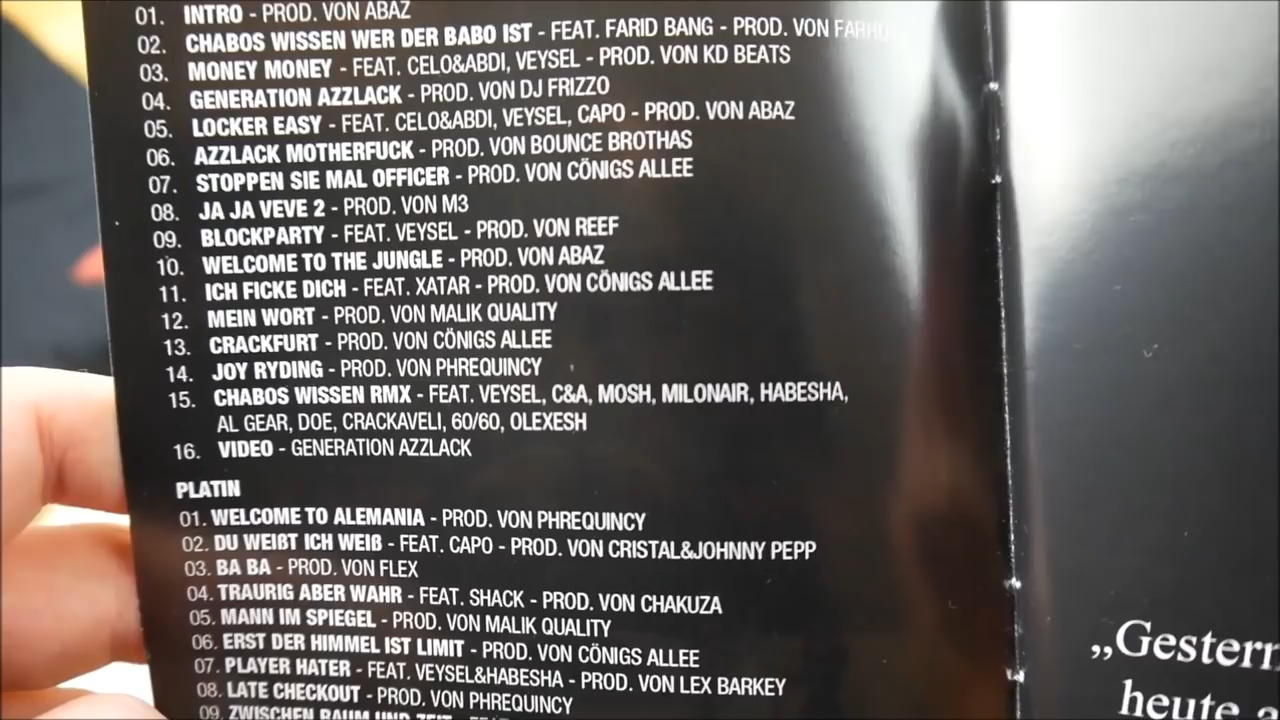 01. INTRO - PROD. VON ABAZ
02. CHABOS WISSEN WER DER BABO IST - FEAT. FARID BANG - PROD. VON
03. MONEY MONEY - FEAT. CELO&ABDI, VEYSEL - PROD. VON KD BEATS
04. GENERATION AZZLACK - PROD. VON DJ FRIZZO
05. LOCKER EASY - FEAT. CELO&ABDI, VEYSEL, CAPO - PROD. VON ABAZ
06. AZZLACK MOTHERFUCK - PROD. VON BOUNCE BROTHAS
07. STOPPEN SIE MAL OFFICER - PROD. VON CÖNIGS ALLEE
08. JA JA VEVE 2 - PROD. VON M3
09. BLOCKPARTY - FEAT. VEYSEL - PROD. VON REEF
10. WELCOME TO THE JUNGLE - PROD. VON ABAZ
11. ICH FICKE DICH - FEAT. XATAR - PROD. VON CÖNIGS ALLEE
12. MEIN WORT - PROD. VON MALIK QUALITY
13. CRACKFURT - PROD. VON CÖNIGS ALLEE
14. JOY RYDING - PROD. VON PHREQUINCY
15. CHABOS WISSEN RMX - FEAT. VEYSEL, C&A, MOSH, MILONAIR, HABESHA,
AL GEAR, DOE, CRACKAVELI, 60/60, OLEXESH
16. VIDEO - GENERATION AZZLACK
PLATIN
01. WELCOME TO ALEMANIA - PROD. VON PHREQUINCY
02. DU WEIßT ICH WEIß - FEAT. CAPO - PROD. VON CRISTAL&JOHNNY PEPP
03. BA BA - PROD. VON FLEX
04. TRAURIG ABER WAHR - FEAT. SHACK - PROD. VON CHAKUZA
05. MANN IM SPIEGEL - PROD. VON MALIK QUALITY
06. ERST DER HIMMEL IST LIMIT - PROD. VON CÖNIGS ALLEE
07. PLAYER HATER - FEAT. VEYSEL&HABESHA - PROD. VON LEX BARKEY
08. LATE CHECKOUT - PROD. VON PHREQUINCY
09. ZWISCHEN RAUM UND ZEIT - FEAT
„Gestern
heute a